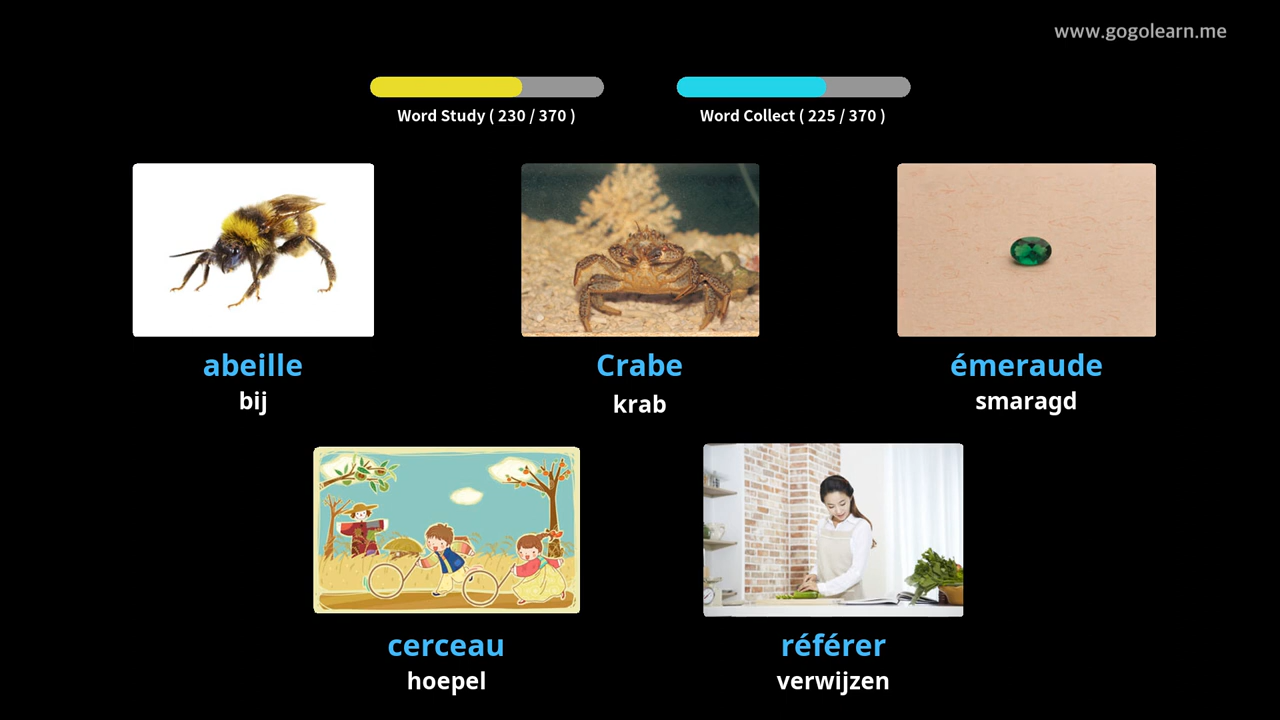 www.gogolearn.me
Word Study ( 230 / 370 )
Word Collect ( 225 / 370 )
abeille
bij
Crabe
krab
émeraude
smaragd
cerceau
hoepel
référer
verwijzen